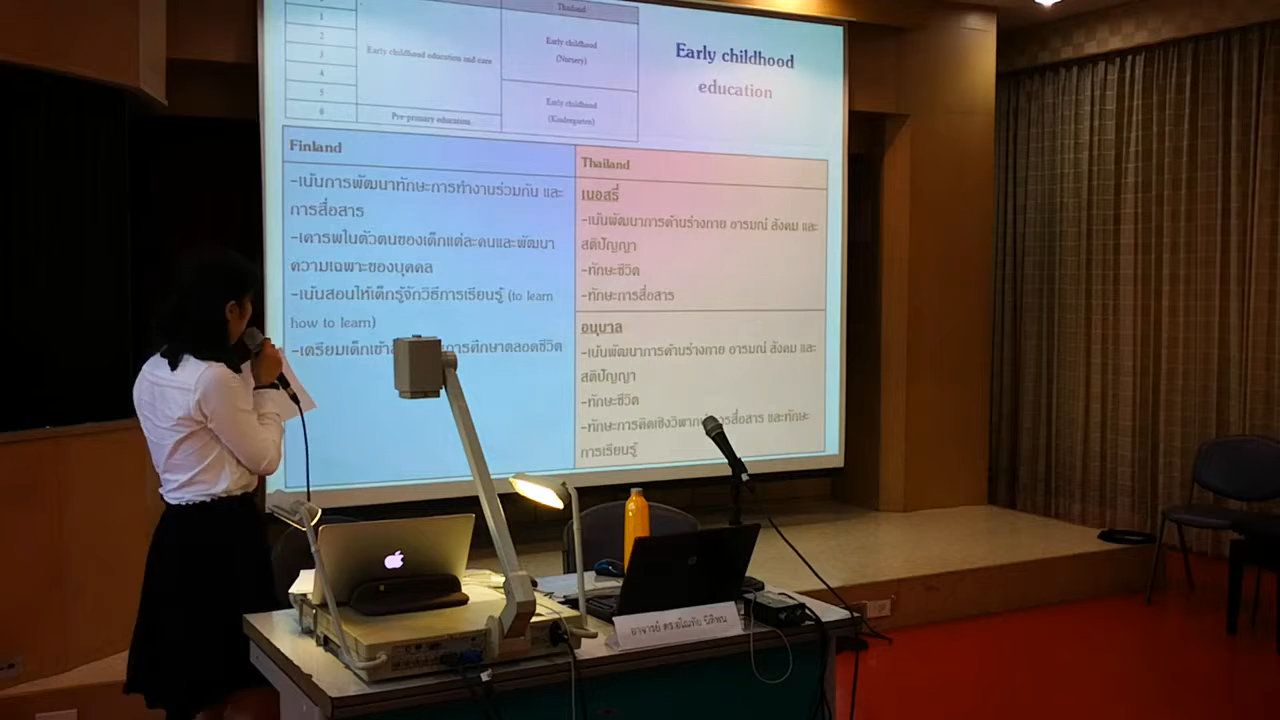 Thailand
1
2
3
4
5
6
Early childhood education and care
Pre-primary education
Early childhood
(Nursery)
Early childhood
(Kindergarten)
Early childhood
education
Finland
-เน้นการพัฒนาทักษะการทำงานร่วมกัน และ
การสื่อสาร
-เคารพในตัวตนของเด็กแต่ละคนและพัฒนา
ความเฉพาะของบุคคล
-เน้นสอนให้เด็กรู้จักวิธีการเรียนรู้ (to learn
how to learn)
-เตรียมเด็กเข้าส การศึกษาตลอดชีวิต
Thailand
เนอสรี่
-เน้นพัฒนาการด้านร่างกาย อารมณ์ สังคม และ
สติปัญญา
-ทักษะชีวิต
-ทักษะการสื่อสาร
อนุบาล
-เน้นพัฒนาการด้านร่างกาย อารมณ์ สังคม และ
สติปัญญา
-ทักษะชีวิต
-ทักษะการคิดเชิงวิพาก การสื่อสาร และทักษะ
การเรียนรู้
อาจารย์ ดร.